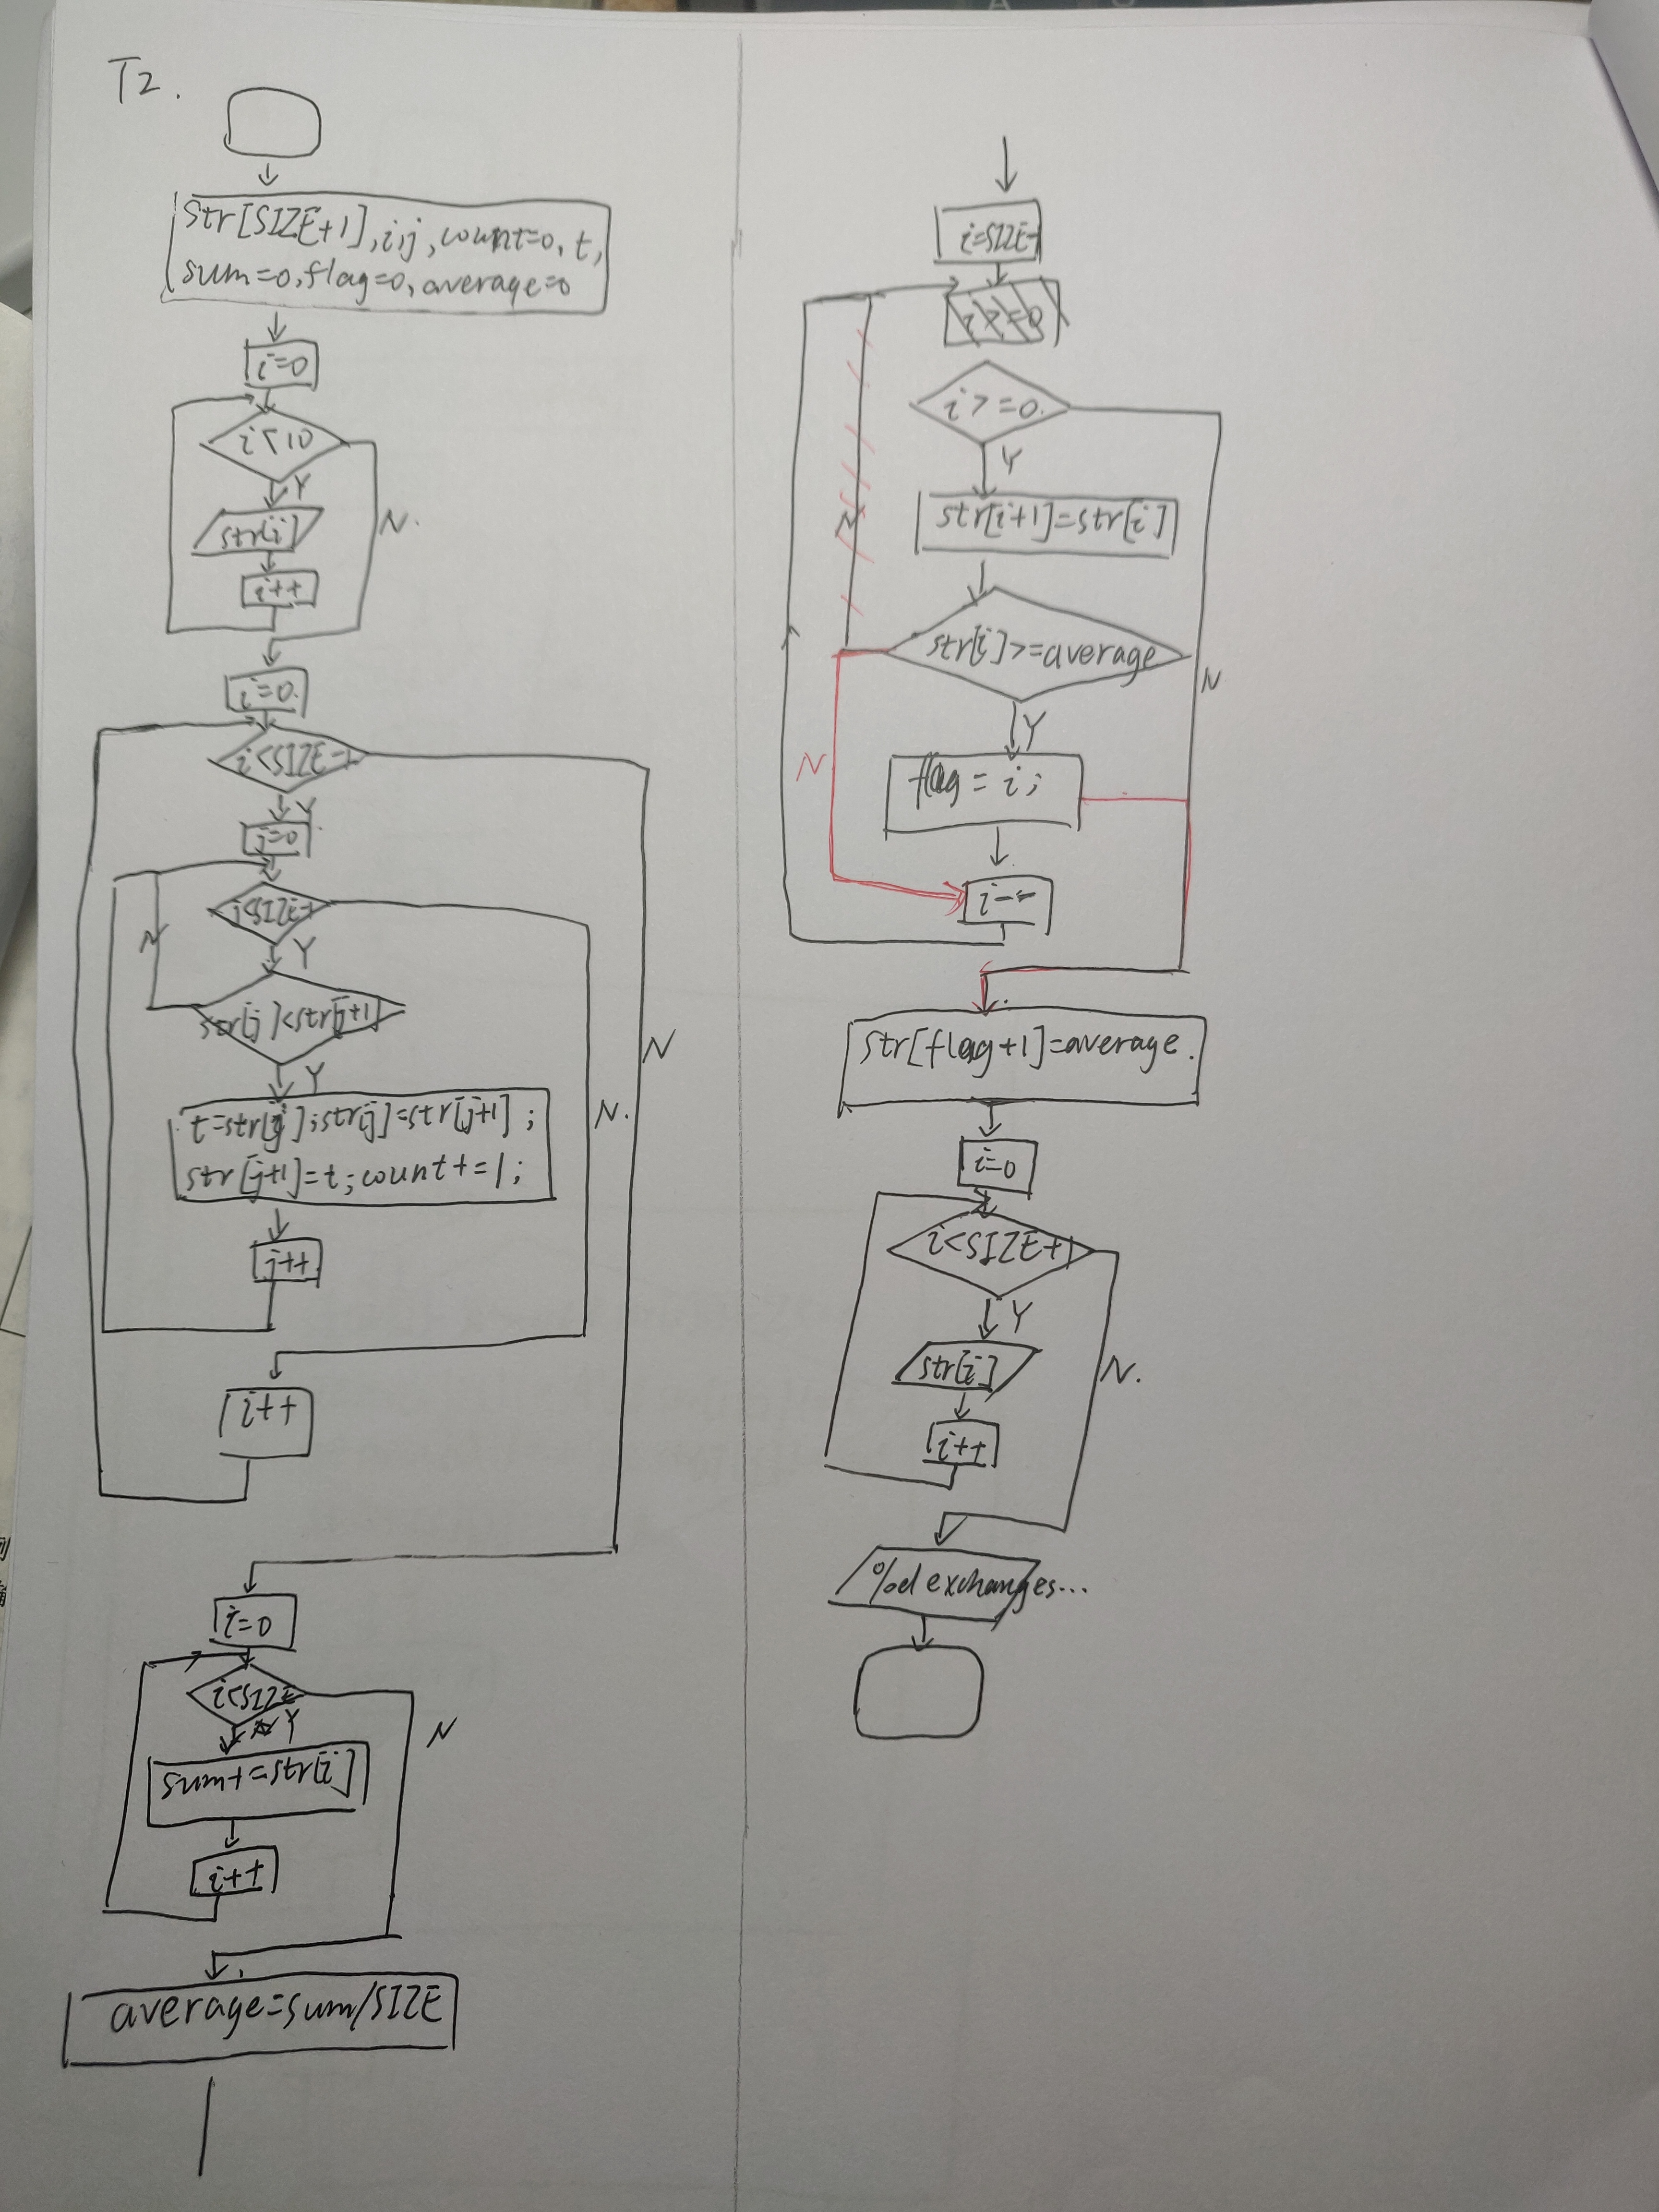 T2.
str[SIZE+1],i,j,count=0,t,
sum=0,flag=0,average=0
i=0
i<10
Y
N.
str[i]
i++
i=0.
i<SIZE-1
Y
j=0
j<SIZE-1
Y
N
str[j]<str[j+1]
Y
N
N.
t=str[j];str[j]=str[j+1];
str[j+1]=t;count+=1;
j++
i++
i=0
i<SIZE
Y
N
sum+=str[i]
i++
average=sum/SIZE
i=SIZE-1
i>=0
i>=0.
Y
str[i+1]=str[i]
N
str[i]>=average
N
Y
N
flag=i;
i--
str[flag+1]=average.
i=0
i<SIZE+1
Y
str[i]
N.
i++
%d exchanges...